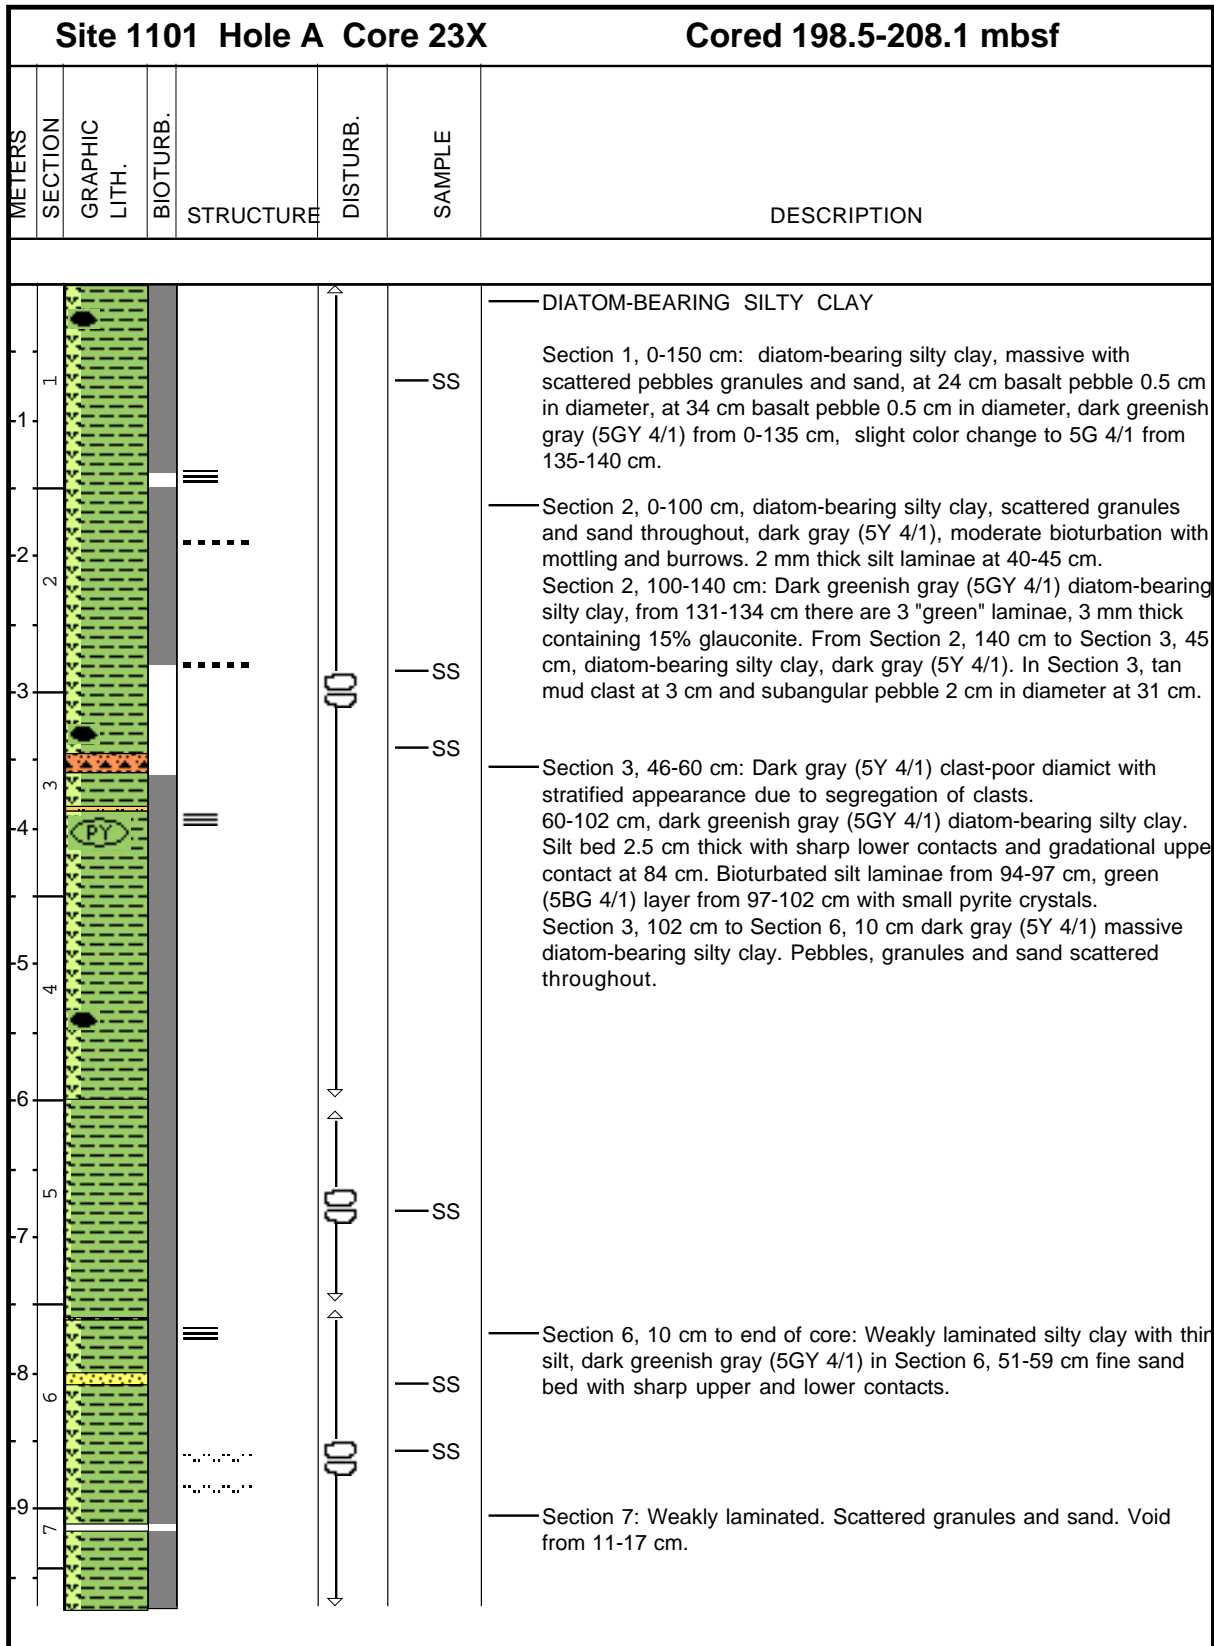 Site 1101 Hole A Core 23X
Cored 198.5-208.1 mbsf
METERS
SECTION
GRAPHIC
LITH.
BIOTURB.
STRUCTURE
DISTURB.
SAMPLE
DESCRIPTION
DIATOM-BEARING SILTY CLAY
Section 1, 0-150 cm: diatom-bearing silty clay, massive with
scattered pebbles granules and sand, at 24 cm basalt pebble 0.5 cm
in diameter, at 34 cm basalt pebble 0.5 cm in diameter, dark greenish
gray (5GY 4/1) from 0-135 cm, slight color change to 5G 4/1 from
135-140 cm.
1
SS
1
Section 2, 0-100 cm, diatom-bearing silty clay, scattered granules
and sand throughout, dark gray (5Y 4/1), moderate bioturbation with
mottling and burrows. 2 mm thick silt laminae at 40-45 cm.
Section 2, 100-140 cm: Dark greenish gray (5GY 4/1) diatom-bearing
silty clay, from 131-134 cm there are 3 "green" laminae, 3 mm thick
containing 15% glauconite. From Section 2, 140 cm to Section 3, 45
cm, diatom-bearing silty clay, dark gray (5Y 4/1). In Section 3, tan
mud clast at 3 cm and subangular pebble 2 cm in diameter at 31 cm.
2
2
SS
3
SS
Section 3, 46-60 cm: Dark gray (5Y 4/1) clast-poor diamict with
stratified appearance due to segregation of clasts.
60-102 cm, dark greenish gray (5GY 4/1) diatom-bearing silty clay.
Silt bed 2.5 cm thick with sharp lower contacts and gradational uppe
contact at 84 cm. Bioturbated silt laminae from 94-97 cm, green
(5BG 4/1) layer from 97-102 cm with small pyrite crystals.
Section 3, 102 cm to Section 6, 10 cm dark gray (5Y 4/1) massive
diatom-bearing silty clay. Pebbles, granules and sand scattered
throughout.
3
4
PY
5
4
6
5
SS
7
Section 6, 10 cm to end of core: Weakly laminated silty clay with thin
silt, dark greenish gray (5GY 4/1) in Section 6, 51-59 cm fine sand
bed with sharp upper and lower contacts.
8
SS
6
SS
9
Section 7: Weakly laminated. Scattered granules and sand. Void
from 11-17 cm.
7